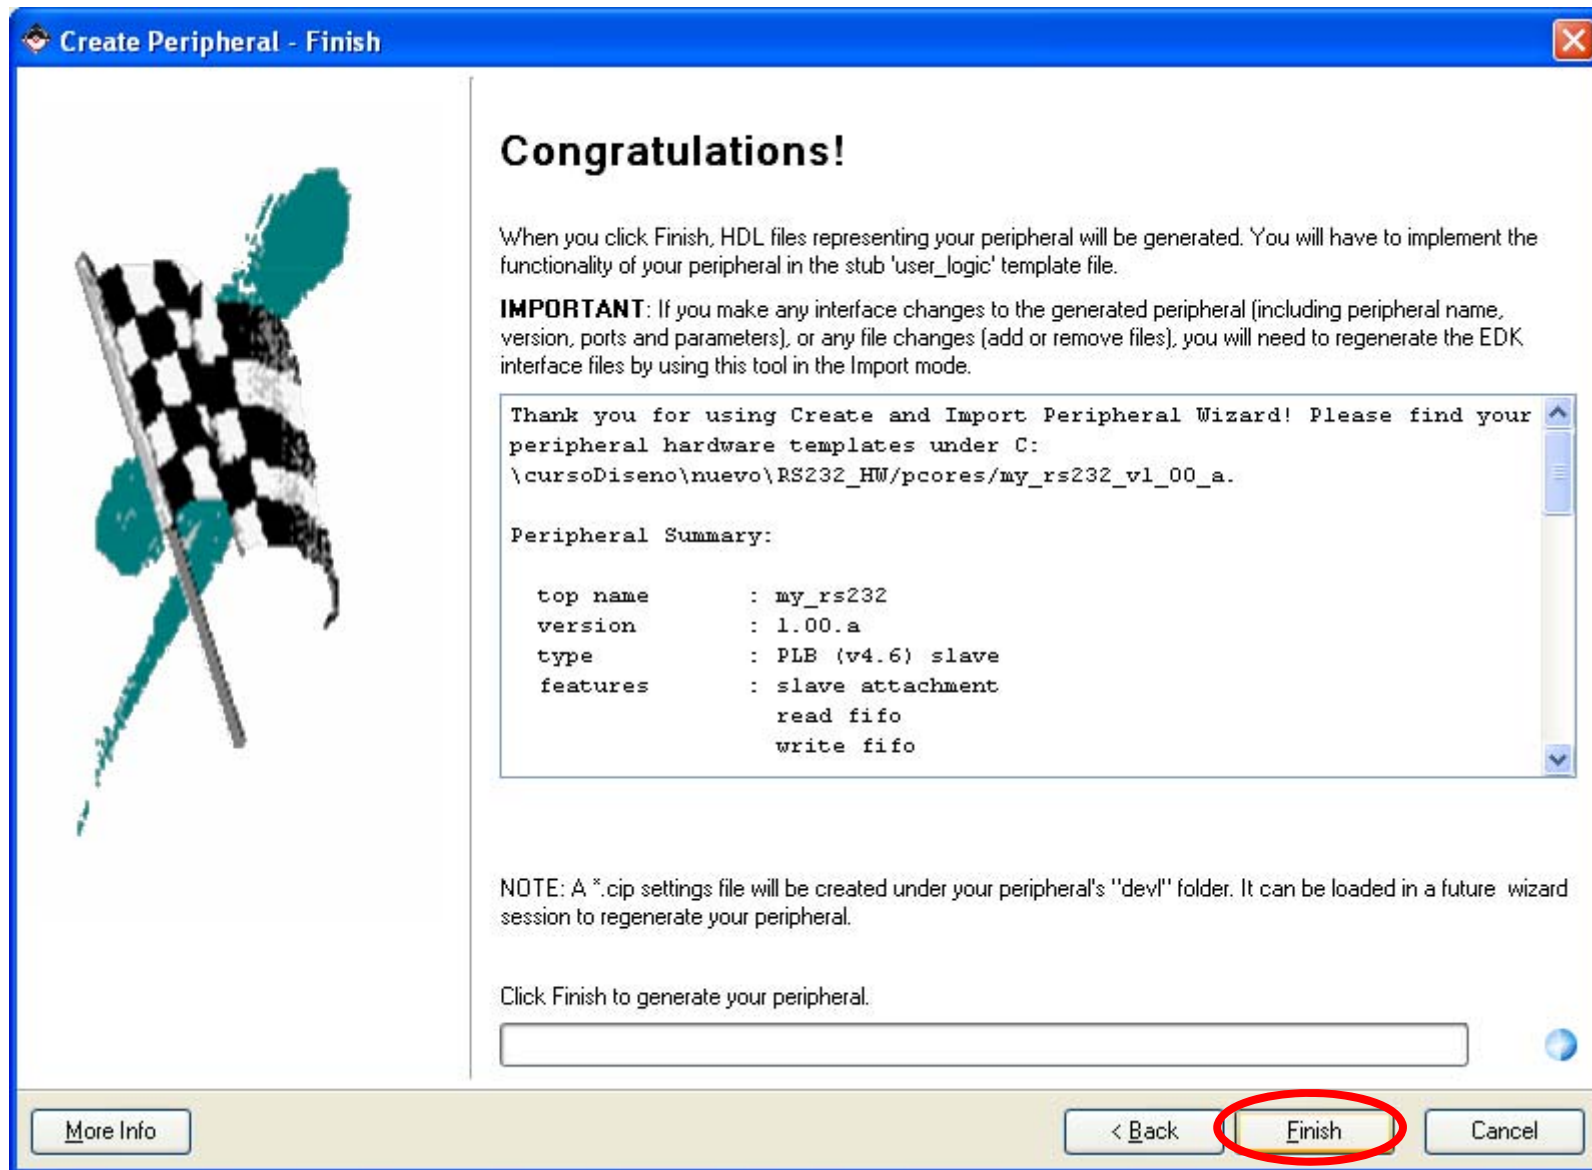 Create Peripheral - Finish
Congratulations!
When you click Finish, HDL files representing your peripheral will be generated. You will have to implement the
functionality of your peripheral in the stub 'user_logic' template file.
IMPORTANT: If you make any interface changes to the generated peripheral (including peripheral name,
version, ports and parameters), or any file changes (add or remove files), you will need to regenerate the EDK
interface files by using this tool in the Import mode.
Thank you for using Create and Import Peripheral Wizard! Please find your
peripheral hardware templates under C:
\cursoDiseno\nuevo\RS232_HW/pcores/my_rs232_v1_00_a.
Peripheral Summary:
top name : my_rs232
version : 1.00.a
type : PLB (v4.6) slave
features : slave attachment
read fifo
write fifo
NOTE: A *.cip settings file will be created under your peripheral's "devl" folder. It can be loaded in a future wizard
session to regenerate your peripheral.
Click Finish to generate your peripheral.
More Info
< Back
Finish
Cancel